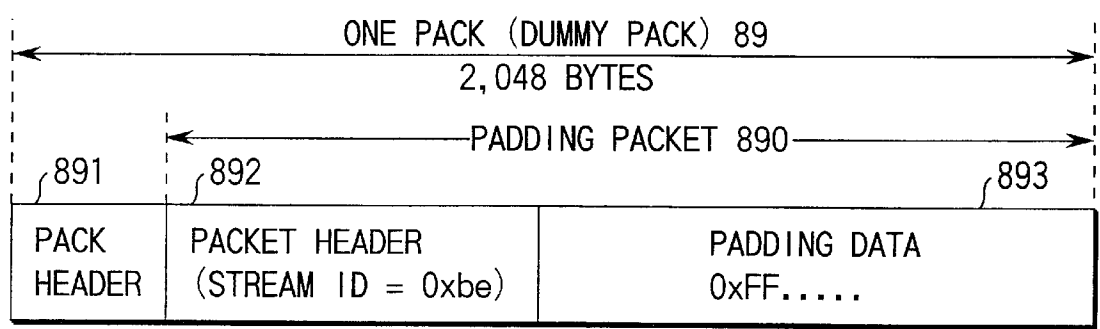 ONE PACK (DUMMY PACK) 89
2,048 BYTES
PADDING PACKET 890
891
892
893
PACK
HEADER
PACKET HEADER
(STREAM ID = 0xbe)
PADDING DATA
0xFF.....